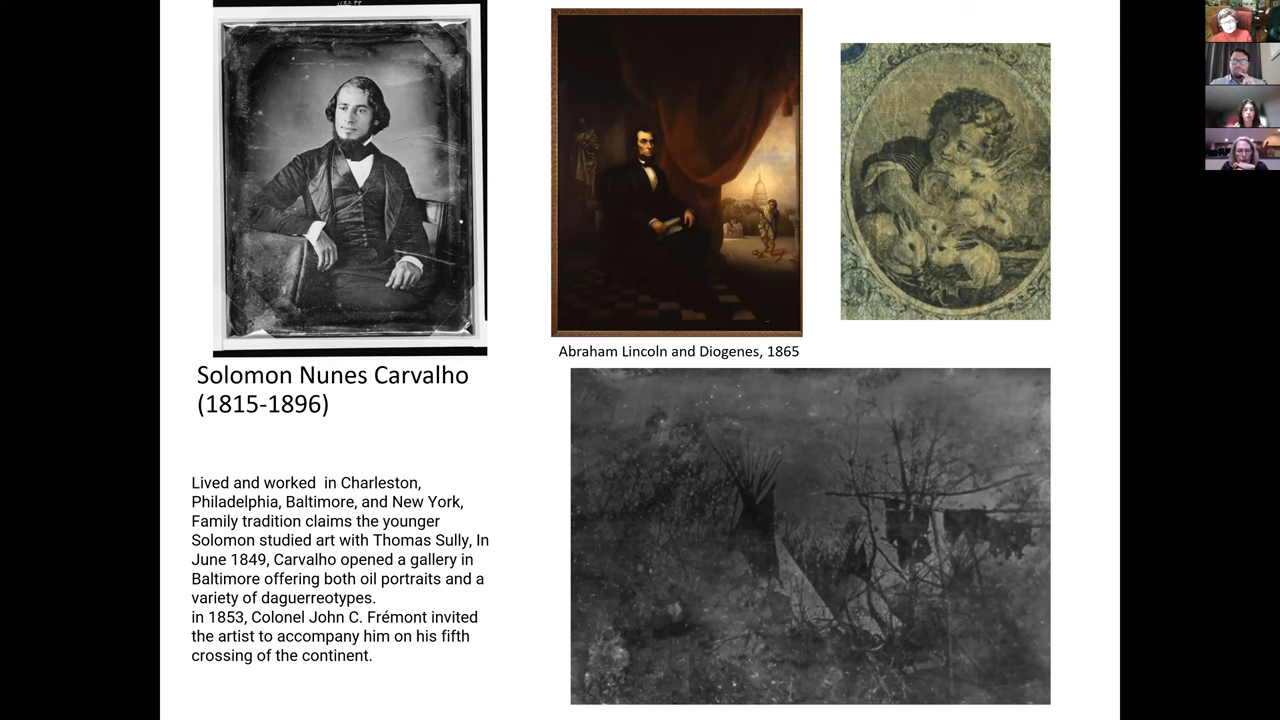 Solomon Nunes Carvalho
(1815-1896)
Lived and worked  in Charleston,
Philadelphia, Baltimore, and New York,
Family tradition claims the younger
Solomon studied art with Thomas Sully, In
June 1849, Carvalho opened a gallery in
Baltimore offering both oil portraits and a
variety of daguerreotypes.
in 1853, Colonel John C. Frémont invited
the artist to accompany him on his fifth
crossing of the continent.
Abraham Lincoln and Diogenes, 1865